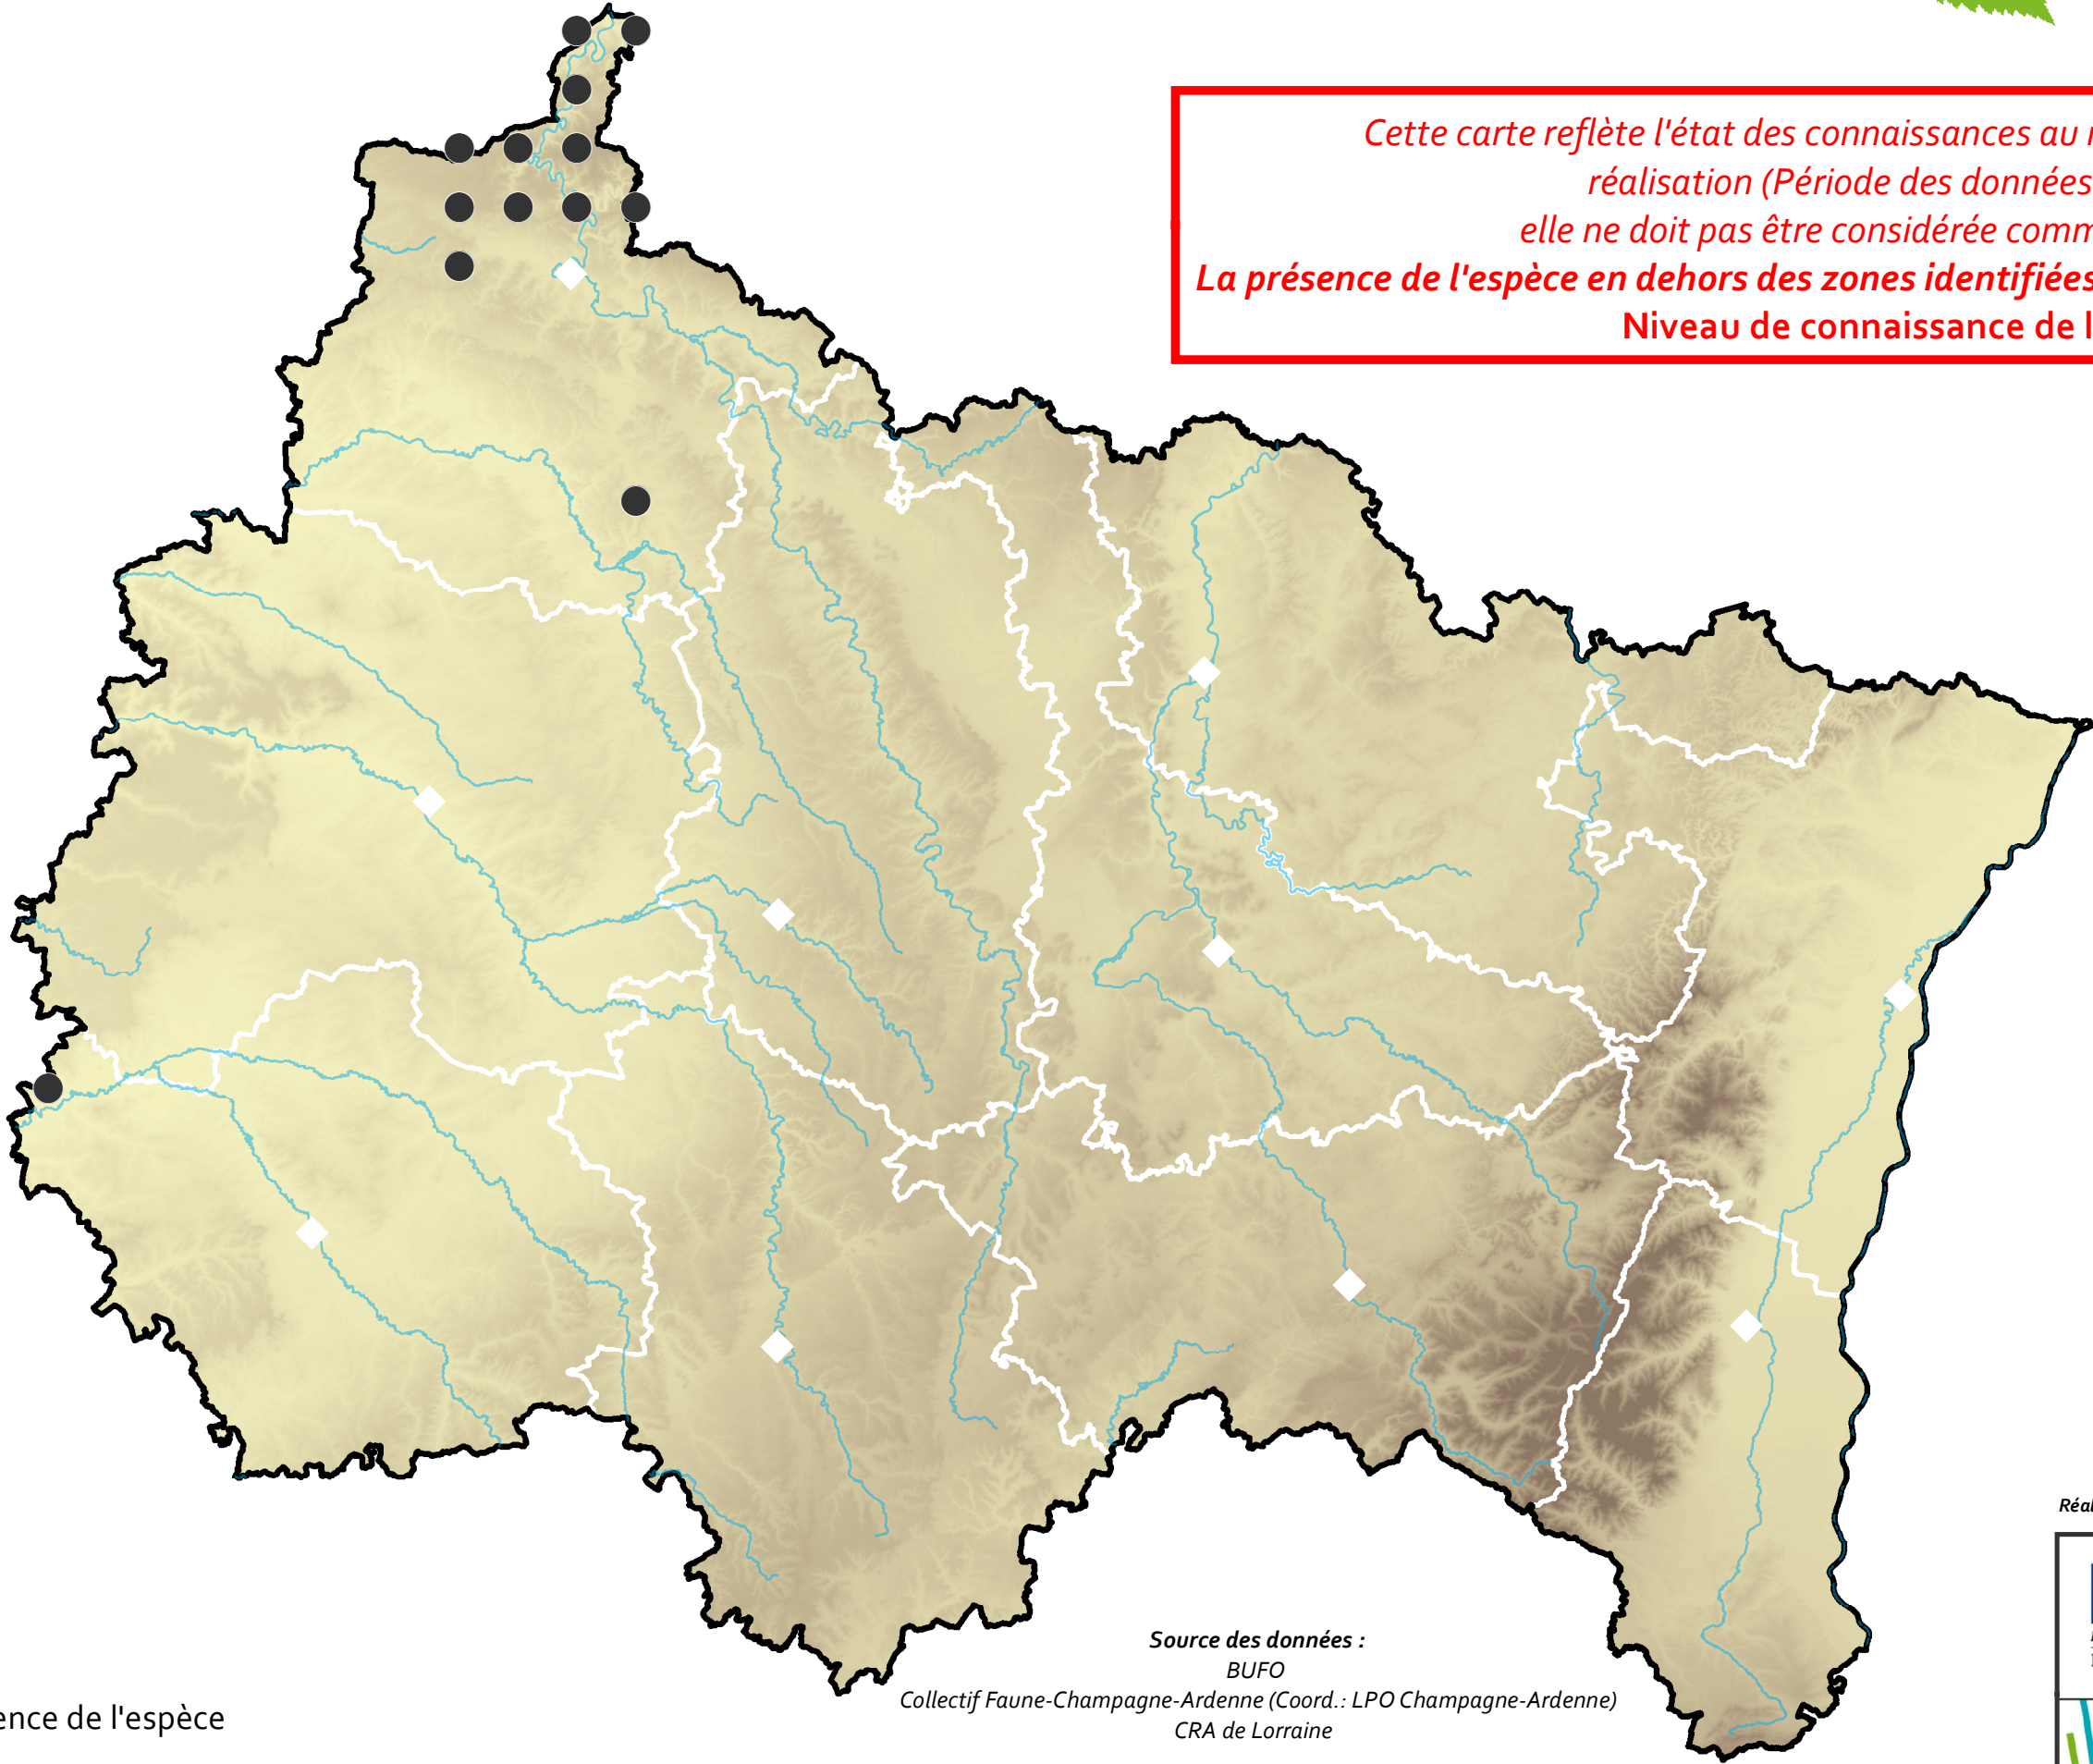 Cette carte reflète l'état des connaissances au
réalisation (Période des données
elle ne doit pas être considérée comm
La présence de l'espèce en dehors des zones identifiées
Niveau de connaissance de l
Source des données :
BUFO
Collectif Faune-Champagne-Ardenne (Coord.: LPO Champagne-Ardenne)
CRA de Lorraine
ence de l'espèce
Réal